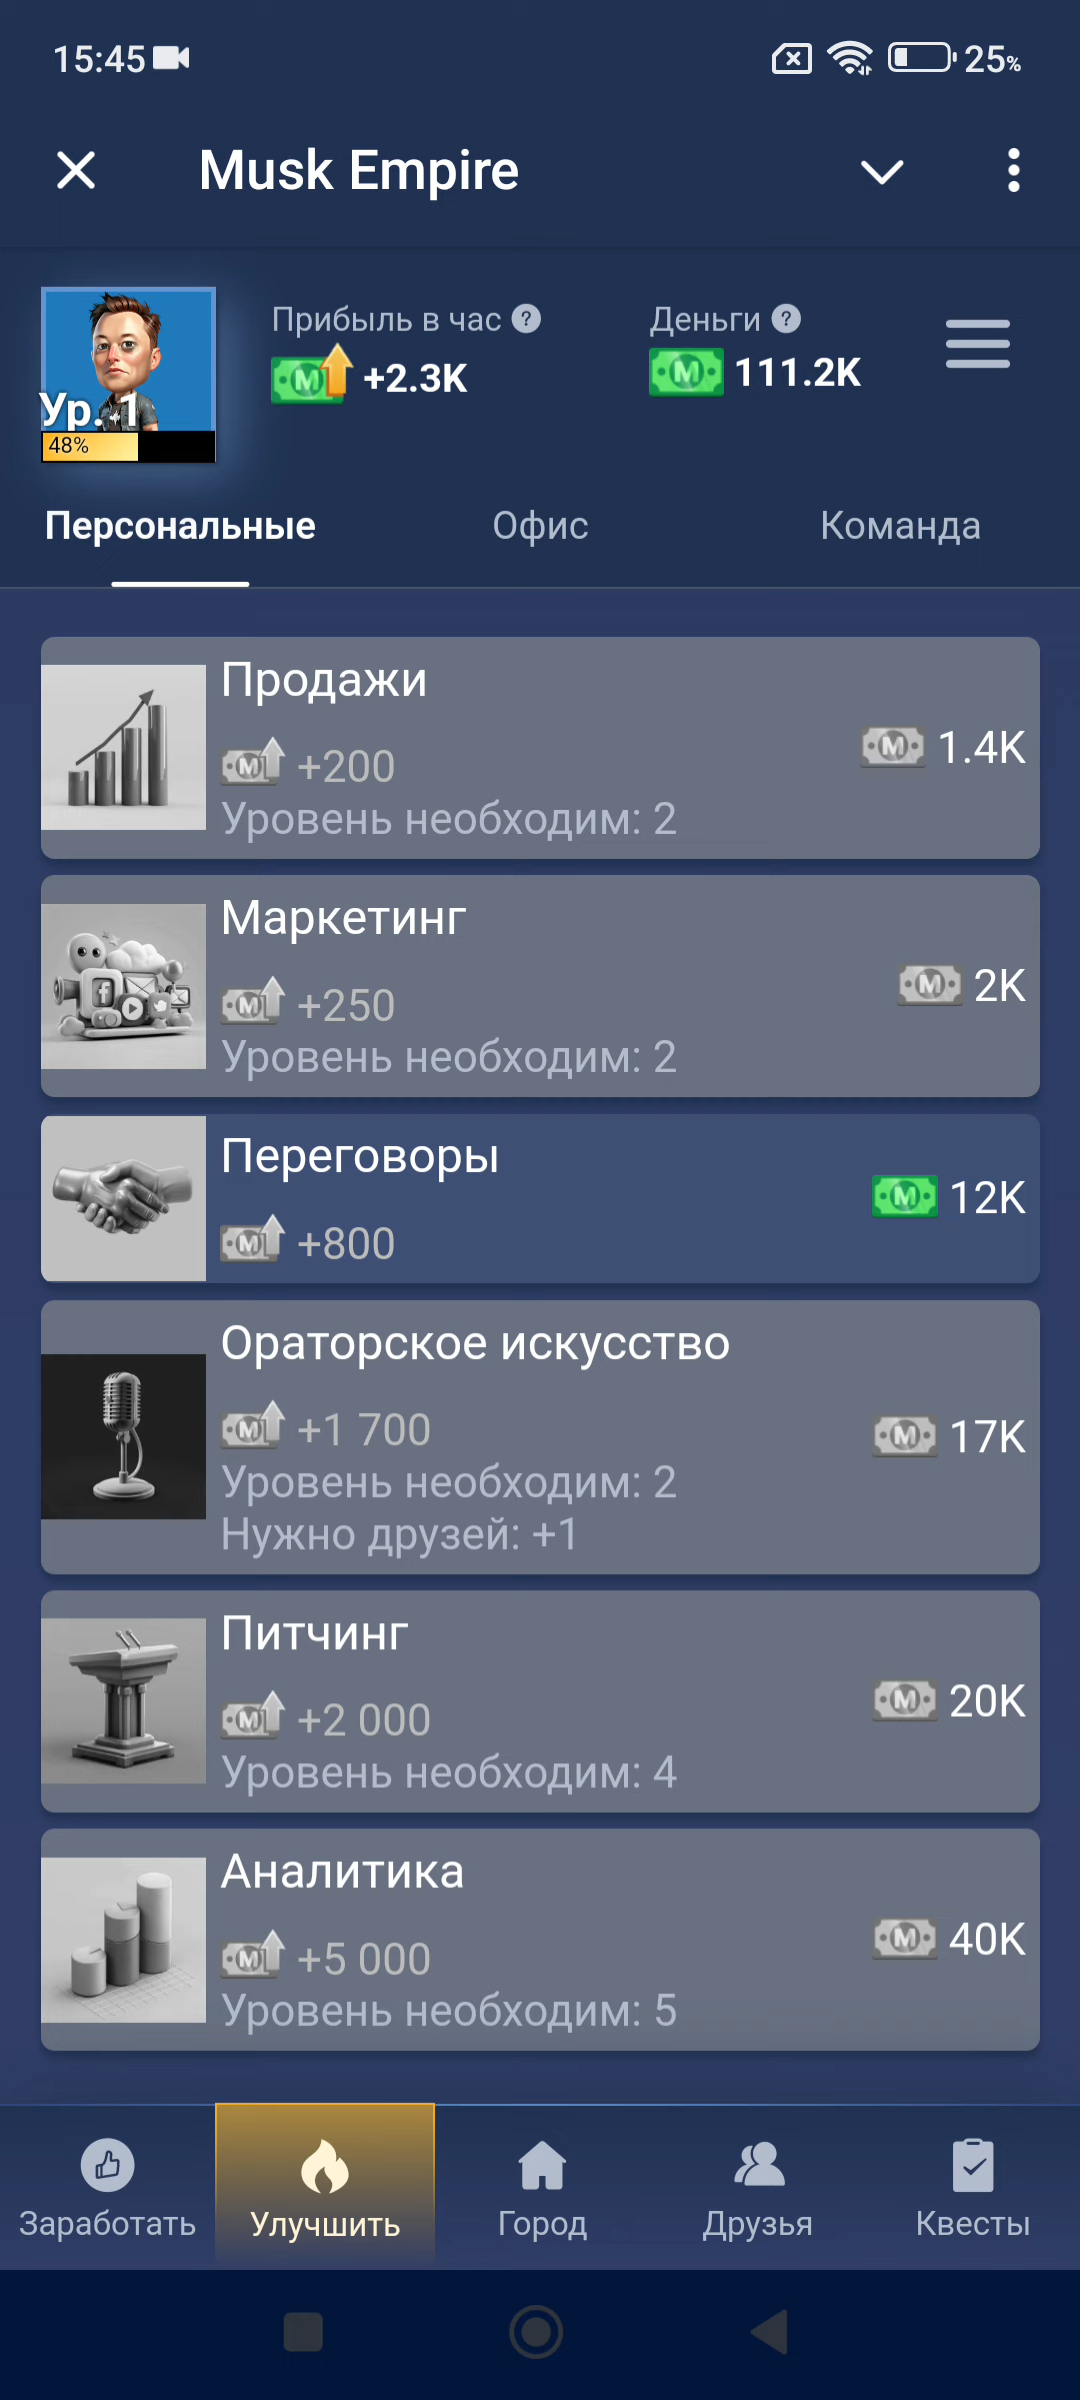 15:45
25%
Musk Empire
Прибыль в час ?
Деньги ?
+2.3K
111.2K
Ур. 1
48%
Персональные
Офис
Команда
Продажи
+200
1.4K
Уровень необходим: 2
Маркетинг
+250
2K
Уровень необходим: 2
Переговоры
+800
12K
Ораторское искусство
+1 700
17K
Уровень необходим: 2
Нужно друзей: +1
Питчинг
+2 000
20K
Уровень необходим: 4
Аналитика
+5 000
40K
Уровень необходим: 5
Заработать
Улучшить
Город
Друзья
Квесты